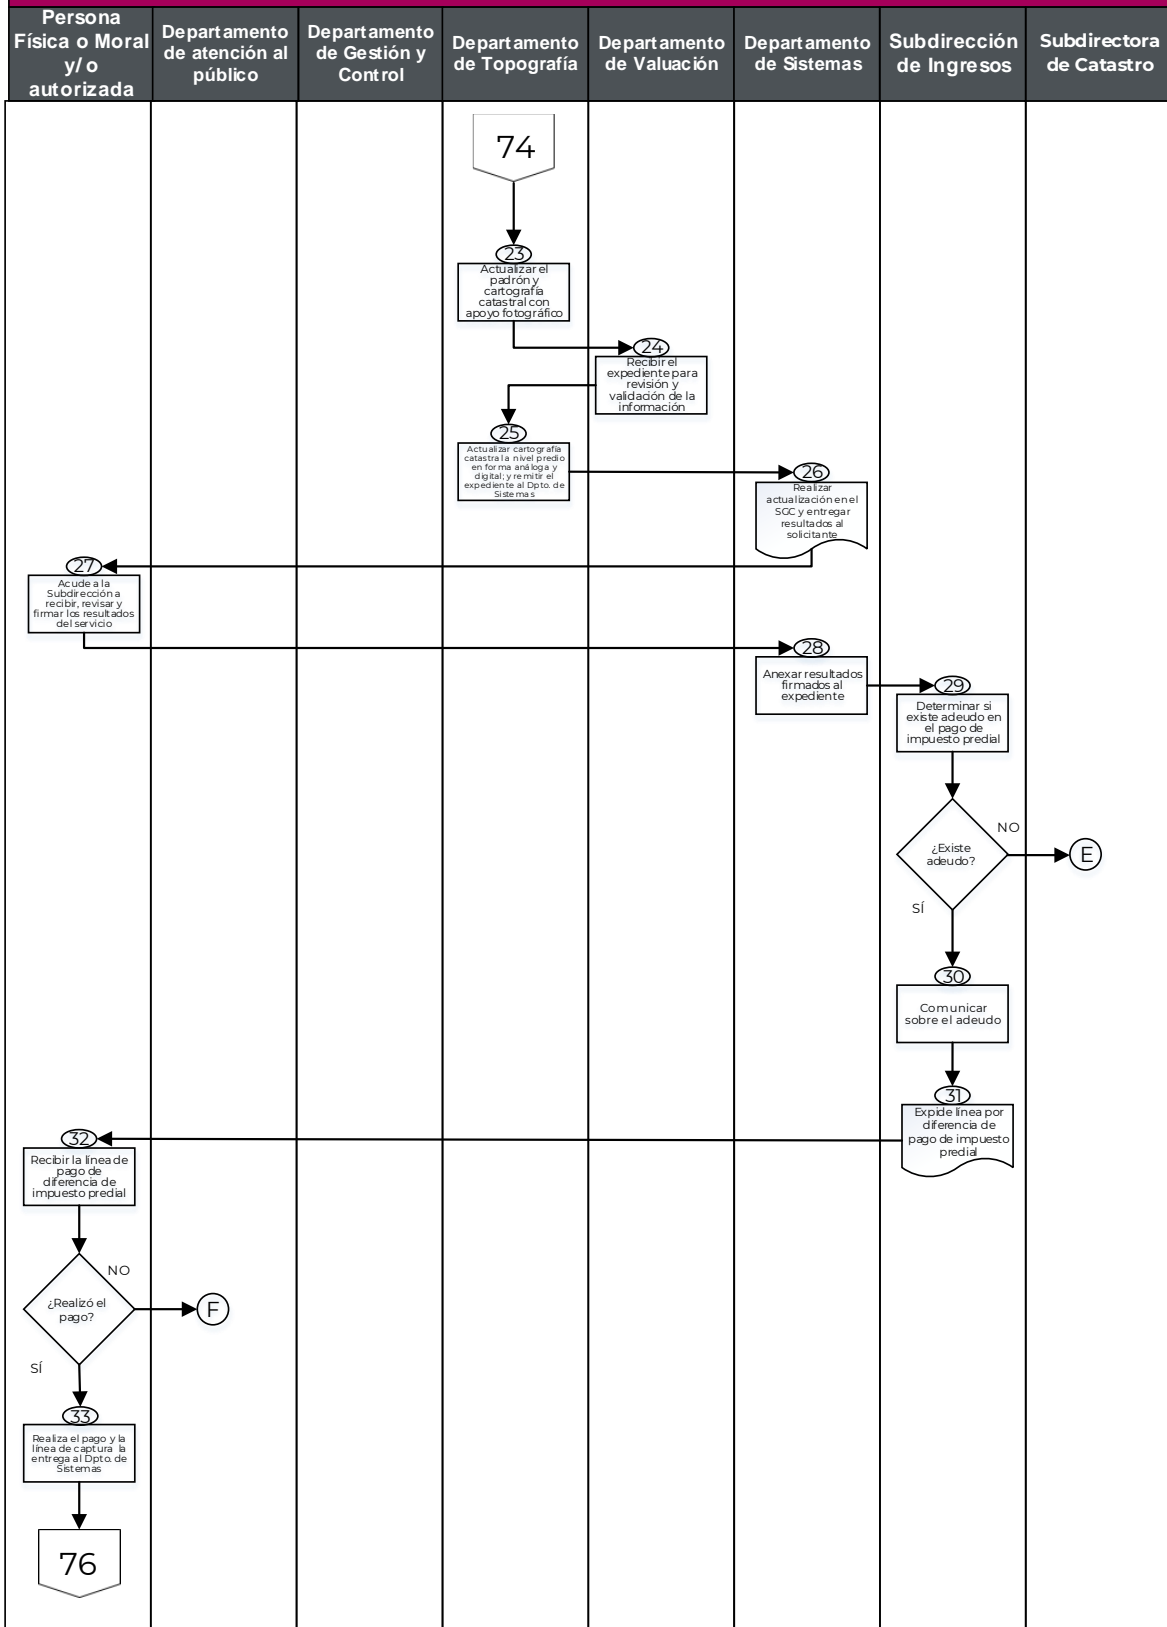 Persona
Física o Moral
y/ o
autorizada
Departamento
de atención al
público
Departamento
de Gestión y
Control
Departamento
de Topografía
Departamento
de Valuación
Departamento
de Sistemas
Subdirección
de Ingresos
Subdirectora
de Catastro
74
23
Actualizar el
padrón y
cartografía
catastral con
apoyo fotográfico
24
Recibir el
expediente para
revisión y
validación de la
información
25
Actualizar cartografía
catastra l a nivel predio
en forma análoga y
digital; y remitir el
expediente al Dpto. de
Sistemas
26
Realizar
actualización en el
SGC y entregar
resultados al
solicitante
27
Acude a la
Subdirección a
recibir, revisar y
firmar los resultados
del servicio
28
Anexar resultados
firmados al
expediente
29
Determinar si
existe adeudo en
el pago de
impuesto predial
¿Existe
adeudo?
NO
E
SÍ
30
Comunicar
sobre el adeudo
31
Expide línea por
diferencia de
pago de impuesto
predial
32
Recibir la línea de
pago de
diferencia de
impuesto predial
¿Realizó el
pago?
NO
F
SÍ
33
Realiza el pago y la
línea de captura la
entrega al Dpto. de
Sistemas
76